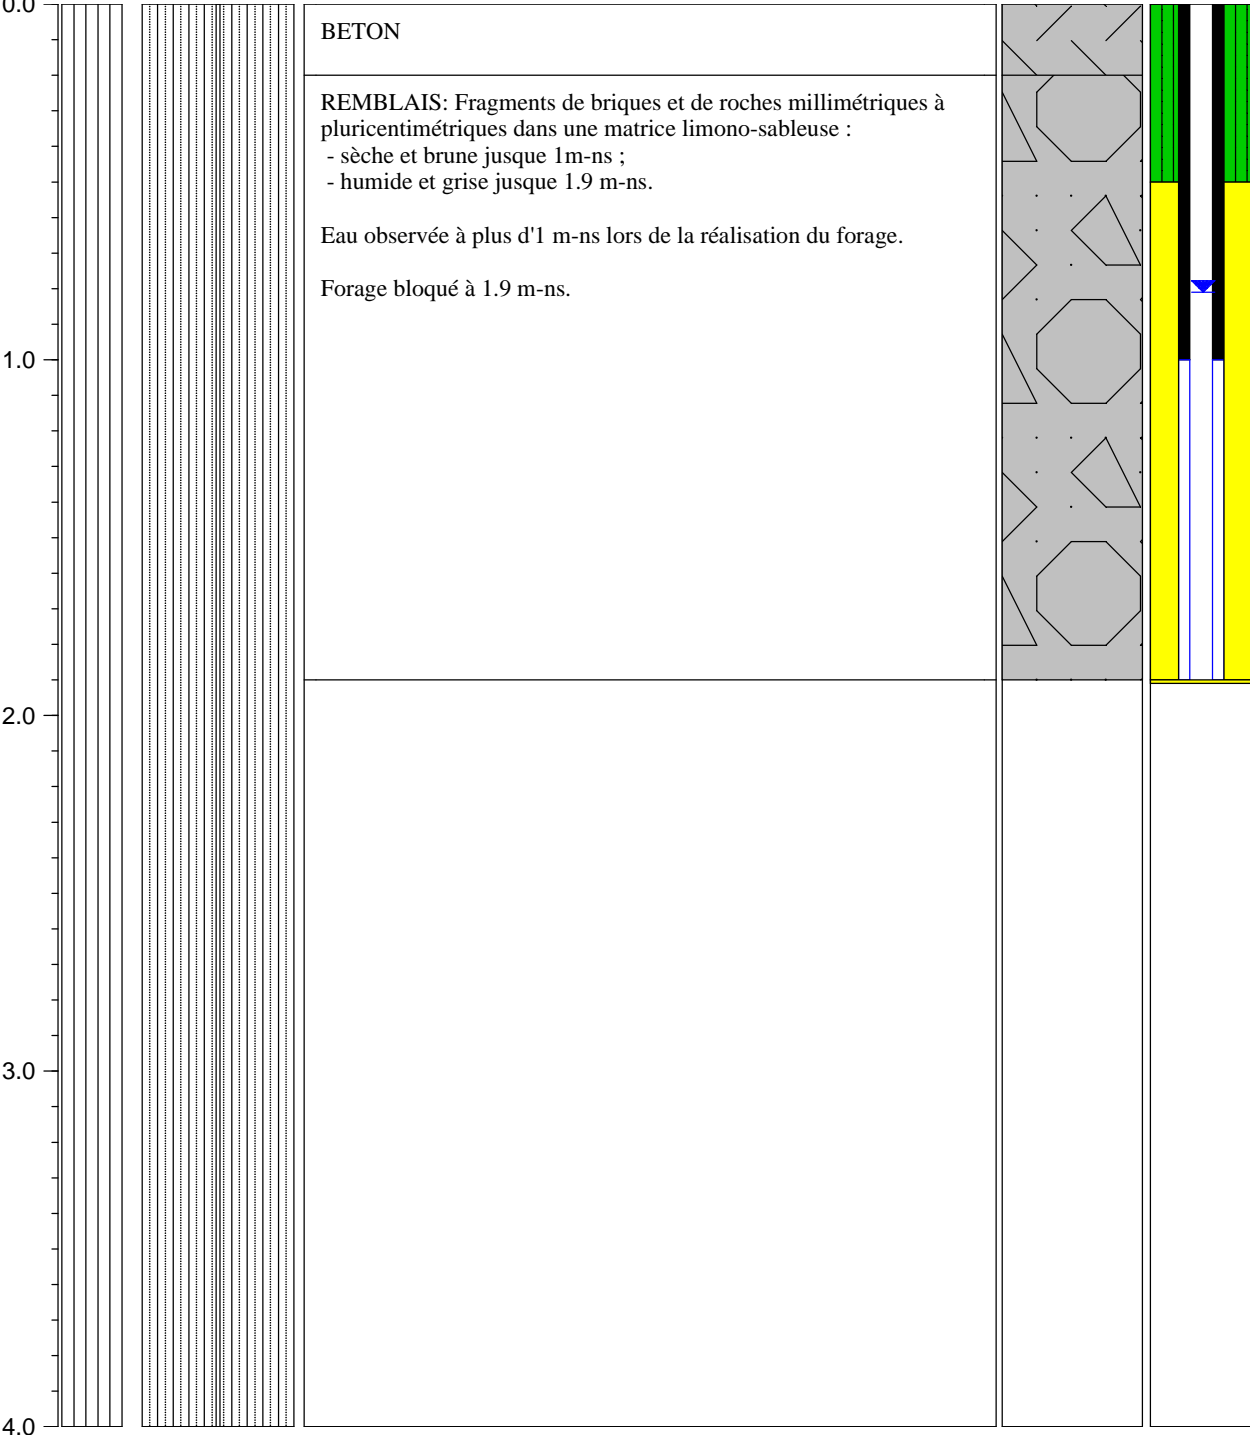 0.0
BETON
REMBLAIS: Fragments de briques et de roches millimétriques à
pluricentimétriques dans une matrice limono-sableuse :
- sèche et brune jusque 1m-ns ;
- humide et grise jusque 1.9 m-ns.
Eau observée à plus d'1 m-ns lors de la réalisation du forage.
Forage bloqué à 1.9 m-ns.
1.0
2.0
3.0
4.0